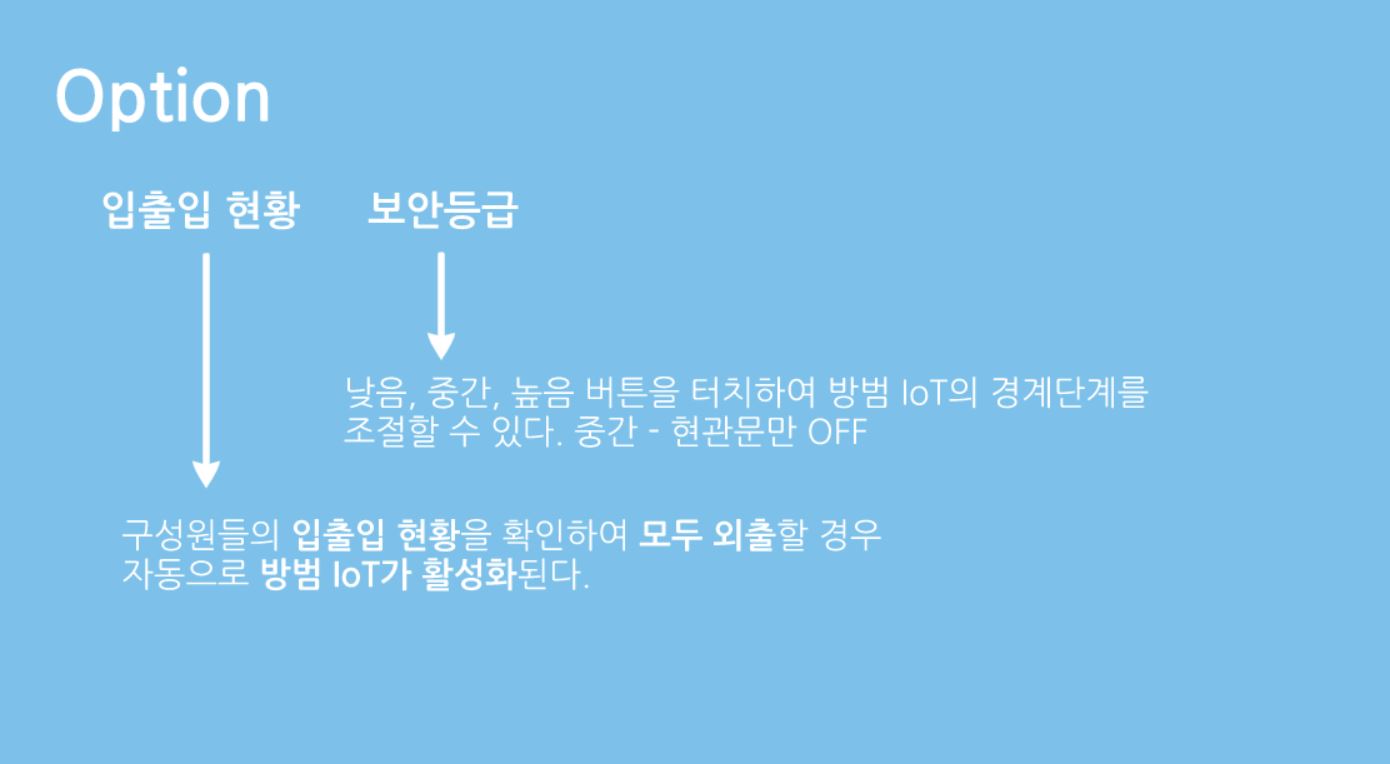 Option
입출입 현황 보안등급
낮음, 중간, 높음 버튼을 터치하여 방범 IoT의 경계단계를
조절할 수 있다. 중간 - 현관문만 OFF
구성원들의 입출입 현황을 확인하여 모두 외출할 경우
자동으로 방범 IoT가 활성화된다.